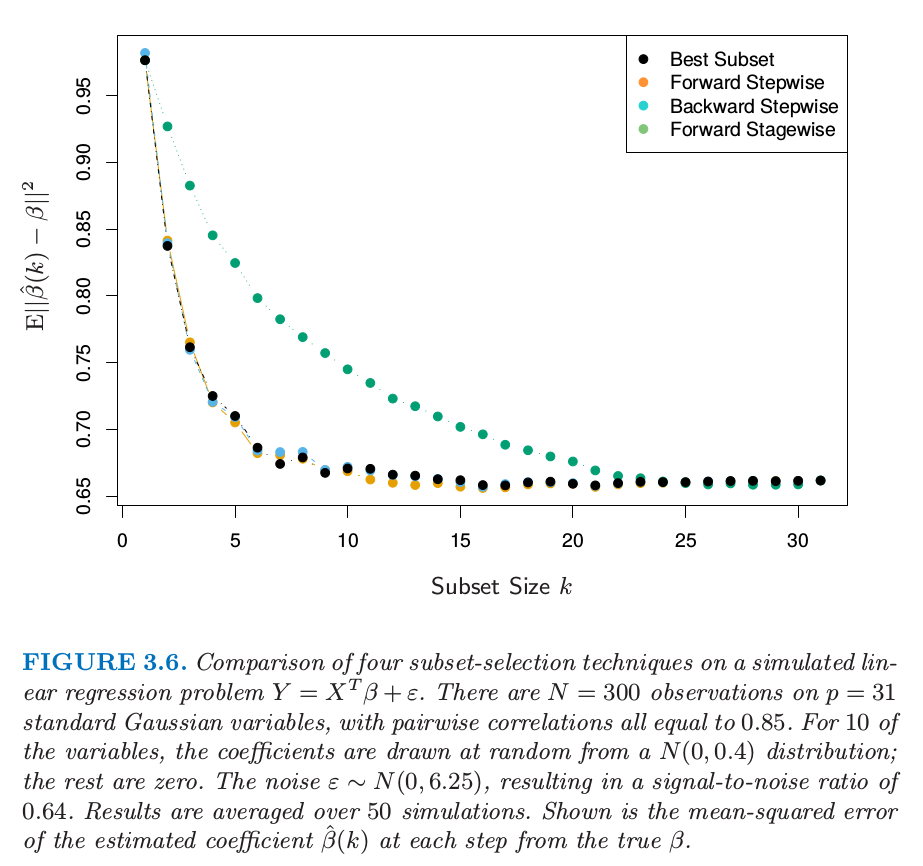 Best Subset
Forward Stepwise
Backward Stepwise
Forward Stagewise
0.95
0.90
0.85
0.80
0.75
0.70
0.65
E||β̂(k) − β||²
0 5 10 15 20 25 30
Subset Size k
FIGURE 3.6. Comparison of four subset-selection techniques on a simulated lin-
ear regression problem Y = X^T β + ε. There are N = 300 observations on p = 31
standard Gaussian variables, with pairwise correlations all equal to 0.85. For 10 of
the variables, the coefficients are drawn at random from a N(0, 0.4) distribution;
the rest are zero. The noise ε ∼ N(0, 6.25), resulting in a signal-to-noise ratio of
0.64. Results are averaged over 50 simulations. Shown is the mean-squared error
of the estimated coefficient β̂(k) at each step from the true β.